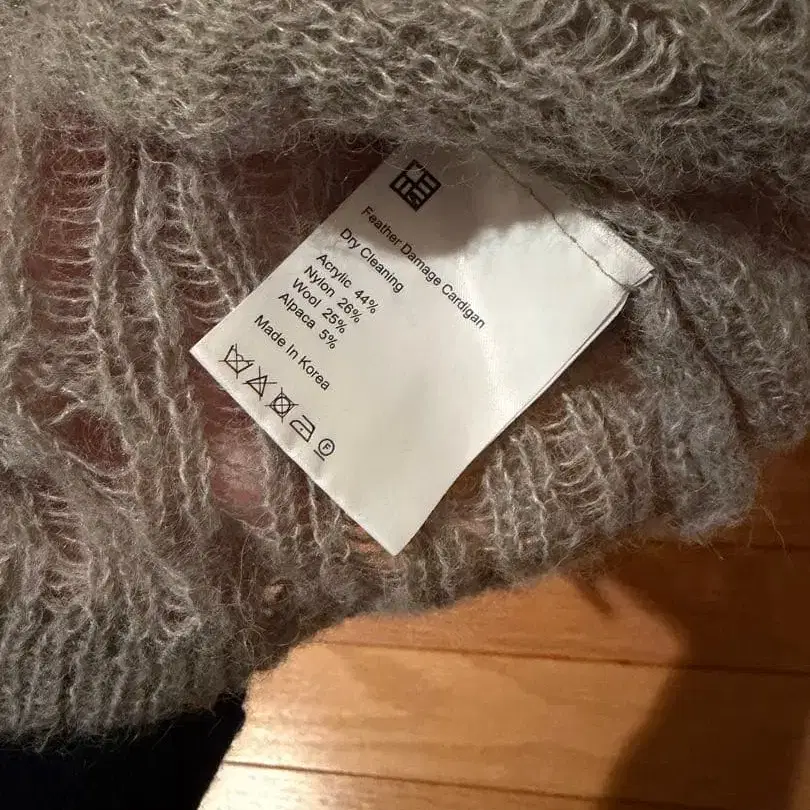 Feather Damage Cardigan
Dry Cleaning
Acrylic 44%
Nylon 26%
Wool 25%
Alpaca 5%
Made In Korea
F